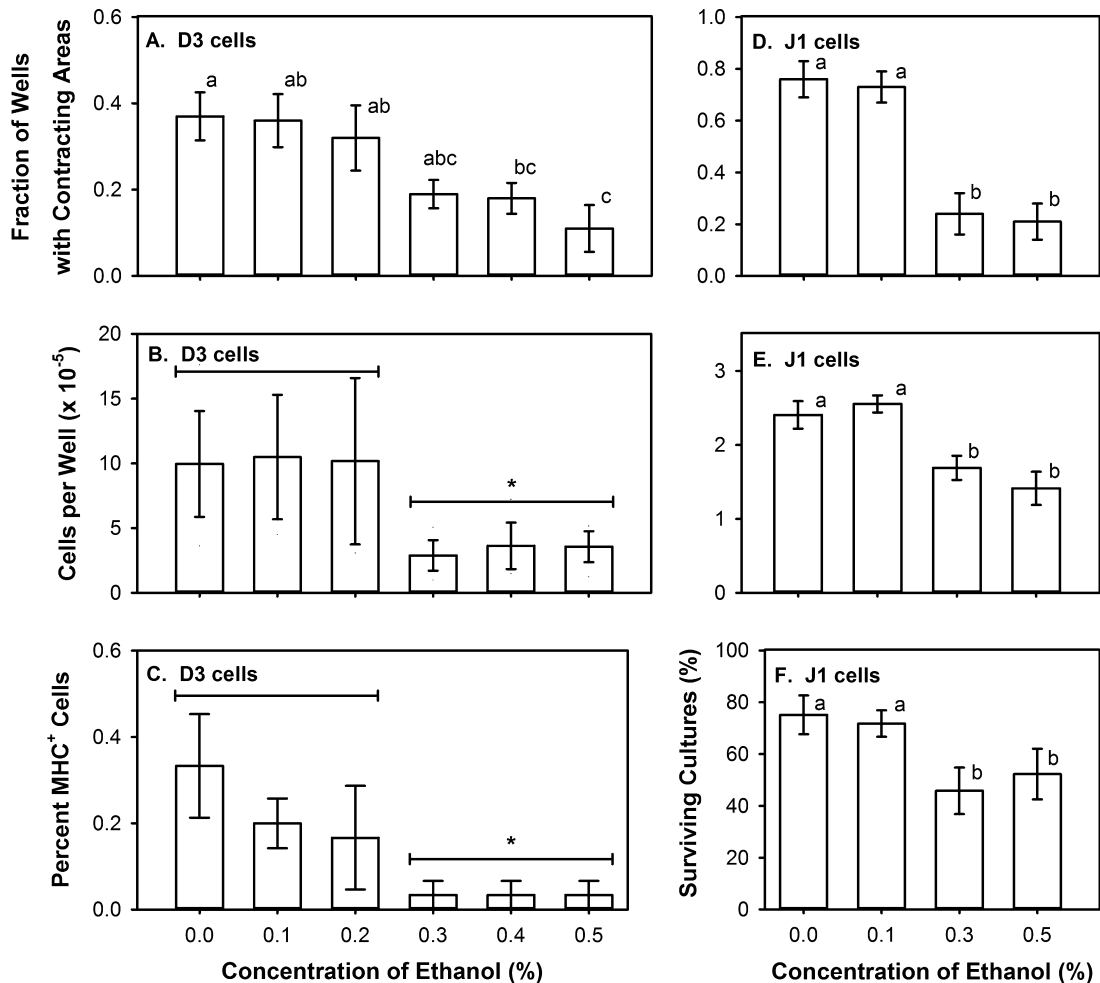 Fraction of Wells
with Contracting Areas
0.6
0.4
0.2
0.0
A. D3 cells
a
ab
ab
abc
bc
c
1.0
0.8
0.6
0.4
0.2
0.0
D. J1 cells
a
a
b
b
Cells per Well (x 10⁻⁵)
20
15
10
5
0
B. D3 cells
*
3
2
1
0
E. J1 cells
a
a
b
b
Percent MHC⁺ Cells
0.6
0.4
0.2
0.0
C. D3 cells
*
0.0 0.1 0.2 0.3 0.4 0.5
Concentration of Ethanol (%)
Surviving Cultures (%)
100
80
60
40
20
0
F. J1 cells
a
a
b
b
0.0 0.1 0.3 0.5
Concentration of Ethanol (%)